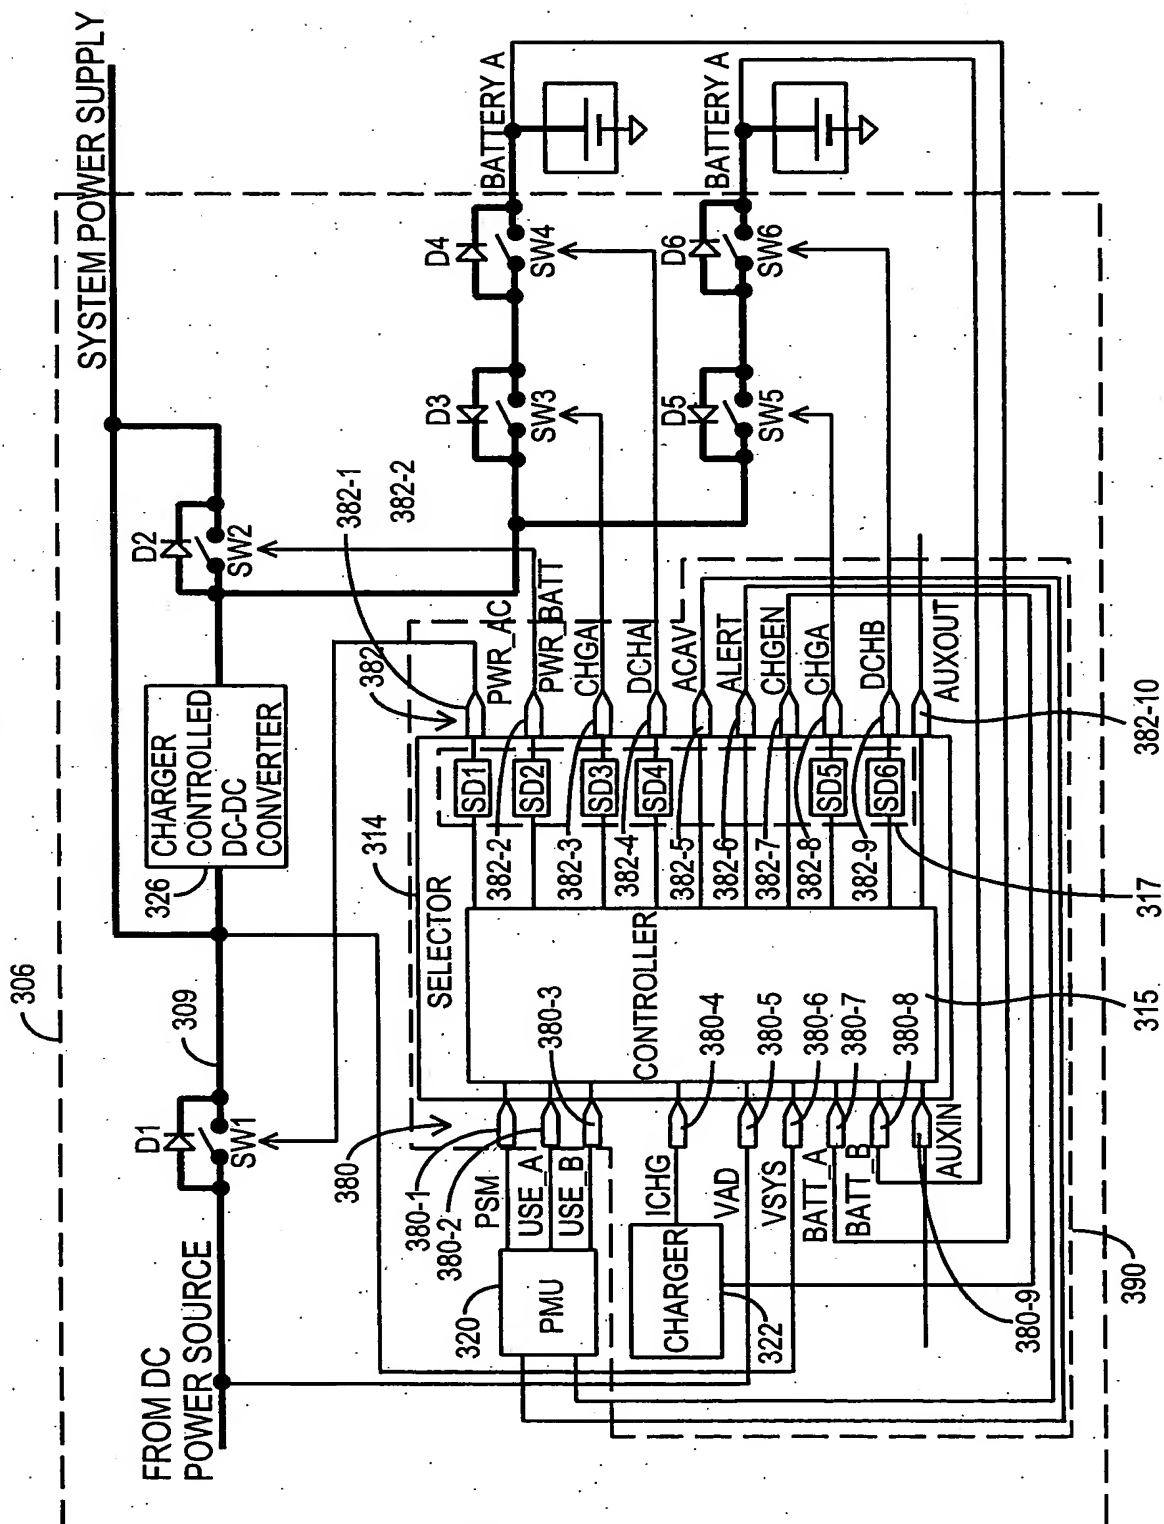 306
SYSTEM POWER SUPPLY
FROM DC
POWER SOURCE
D1
SW1
309
326
CHARGER
CONTROLLED
DC-DC
CONVERTER
D2
SW2
D3
SW3
D4
SW4
BATTERY A
D5
SW5
D6
SW6
BATTERY A
314
SELECTOR
382
382-1
382-2
PWR_AC
PWR_BATT
CHGA
DCHA
ACAV
ALERT
CHGEN
CHGA
DCHB
AUXOUT
SD1
SD2
SD3
SD4
SD5
SD6
382-2
382-3
382-4
382-5
382-6
382-7
382-8
382-9
382-10
317
CONTROLLER
315
380
380-1
380-2
380-3
380-4
380-5
380-6
380-7
380-8
380-9
PSM
USE_A
USE_B
ICHG
VAD
VSYS
BATT_A
BATT_B
AUXIN
320
PMU
CHARGER
322
390